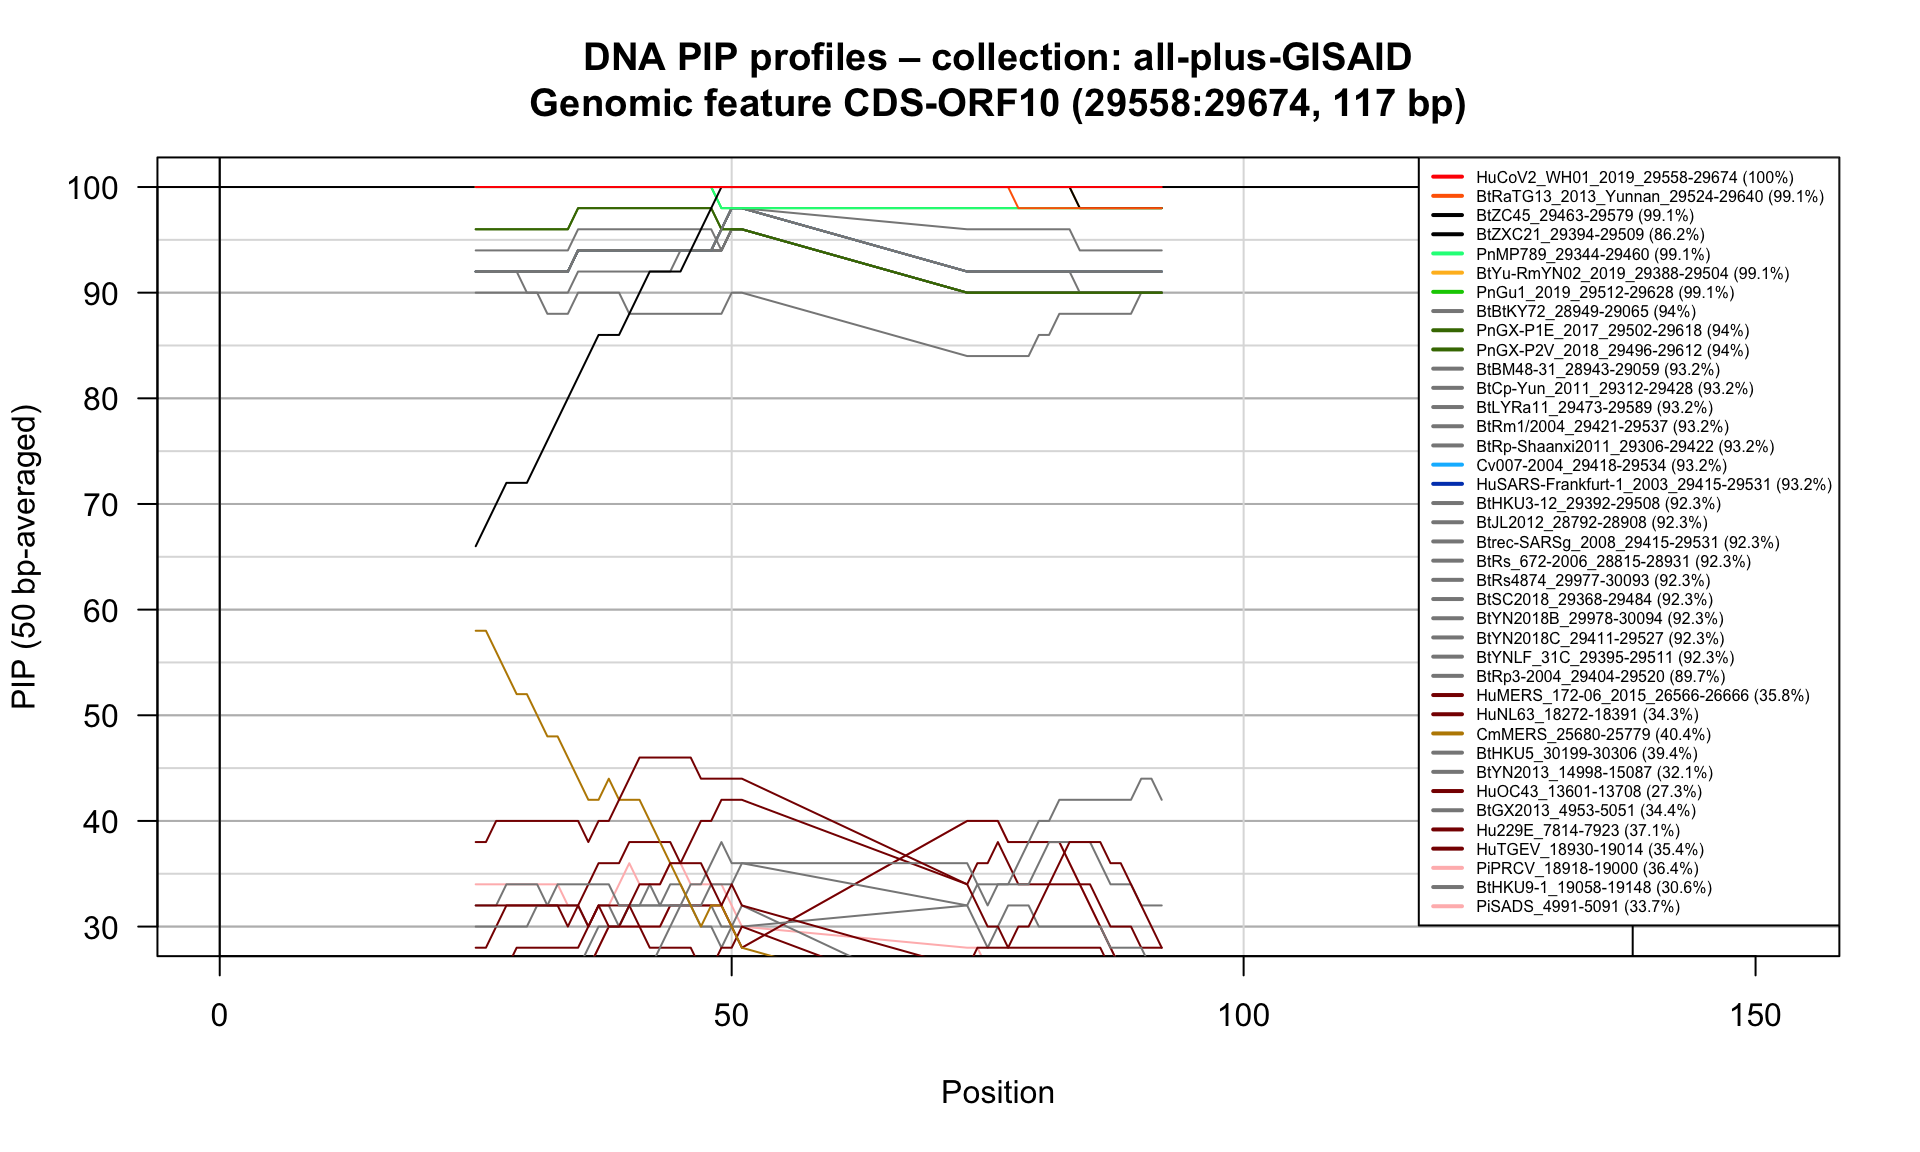 DNA PIP profiles – collection: all-plus-GISAID
Genomic feature CDS-ORF10 (29558:29674, 117 bp)
PIP (50 bp-averaged)
100
90
80
70
60
50
40
30
0
50
100
150
Position
HuCoV2_WH01_2019_29558-29674 (100%)
BtRaTG13_2013_Yunnan_29524-29640 (99.1%)
BtZC45_29463-29579 (99.1%)
BtZXC21_29394-29509 (86.2%)
PnMP789_29344-29460 (99.1%)
BtYu-RmYN02_2019_29388-29504 (99.1%)
PnGu1_2019_29512-29628 (99.1%)
BtBtKY72_28949-29065 (94%)
PnGX-P1E_2017_29502-29618 (94%)
PnGX-P2V_2018_29496-29612 (94%)
BtBM48-31_28943-29059 (93.2%)
BtCp-Yun_2011_29312-29428 (93.2%)
BtLYRa11_29473-29589 (93.2%)
BtRm1/2004_29421-29537 (93.2%)
BtRp-Shaanxi2011_29306-29422 (93.2%)
Cv007-2004_29418-29534 (93.2%)
HuSARS-Frankfurt-1_2003_29415-29531 (93.2%)
BtHKU3-12_29392-29508 (92.3%)
BtJL2012_28792-28908 (92.3%)
Btrec-SARSg_2008_29415-29531 (92.3%)
BtRs_672-2006_28815-28931 (92.3%)
BtRs4874_29977-30093 (92.3%)
BtSC2018_29368-29484 (92.3%)
BtYN2018B_29978-30094 (92.3%)
BtYN2018C_29411-29527 (92.3%)
BtYNLF_31C_29395-29511 (92.3%)
BtRp3-2004_29404-29520 (89.7%)
HuMERS_172-06_2015_26566-26666 (35.8%)
HuNL63_18272-18391 (34.3%)
CmMERS_25680-25779 (40.4%)
BtHKU5_30199-30306 (39.4%)
BtYN2013_14998-15087 (32.1%)
HuOC43_13601-13708 (27.3%)
BtGX2013_4953-5051 (34.4%)
Hu229E_7814-7923 (37.1%)
HuTGEV_18930-19014 (35.4%)
PiPRCV_18918-19000 (36.4%)
BtHKU9-1_19058-19148 (30.6%)
PiSADS_4991-5091 (33.7%)